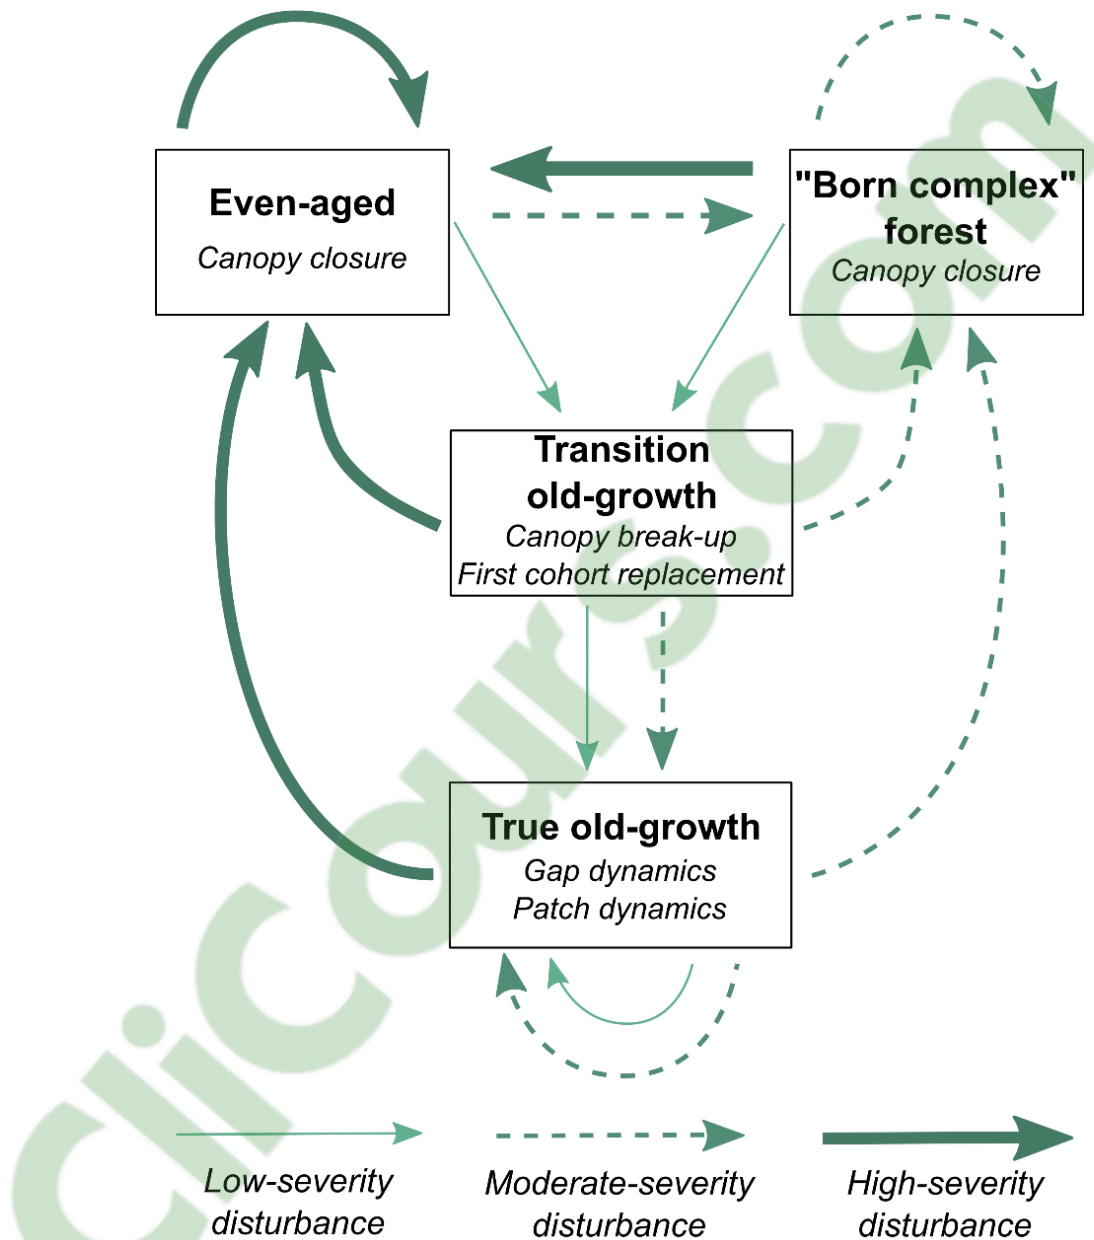 Even-aged
Canopy closure
"Born complex"
forest
Canopy closure
Transition
old-growth
Canopy break-up
First cohort replacement
True old-growth
Gap dynamics
Patch dynamics
Low-severity
disturbance
Moderate-severity
disturbance
High-severity
disturbance
Clicours.com